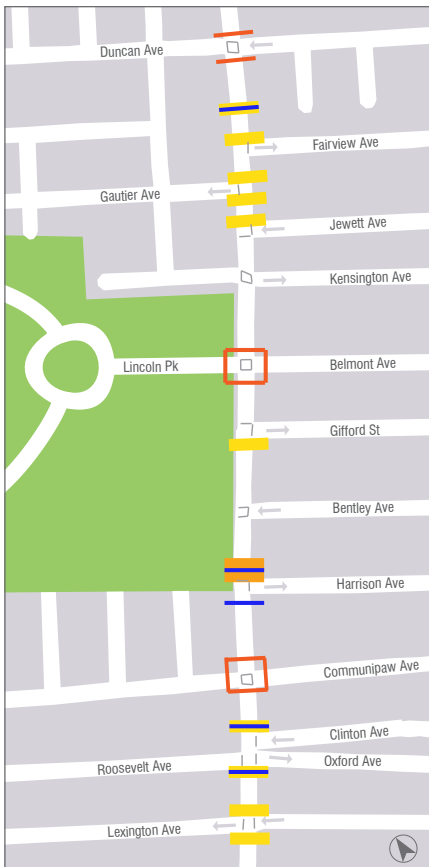 Duncan Ave
Fairview Ave
Gautier Ave
Jewett Ave
Kensington Ave
Lincoln Pk
Belmont Ave
Gifford St
Bentley Ave
Harrison Ave
Communipaw Ave
Clinton Ave
Roosevelt Ave
Oxford Ave
Lexington Ave